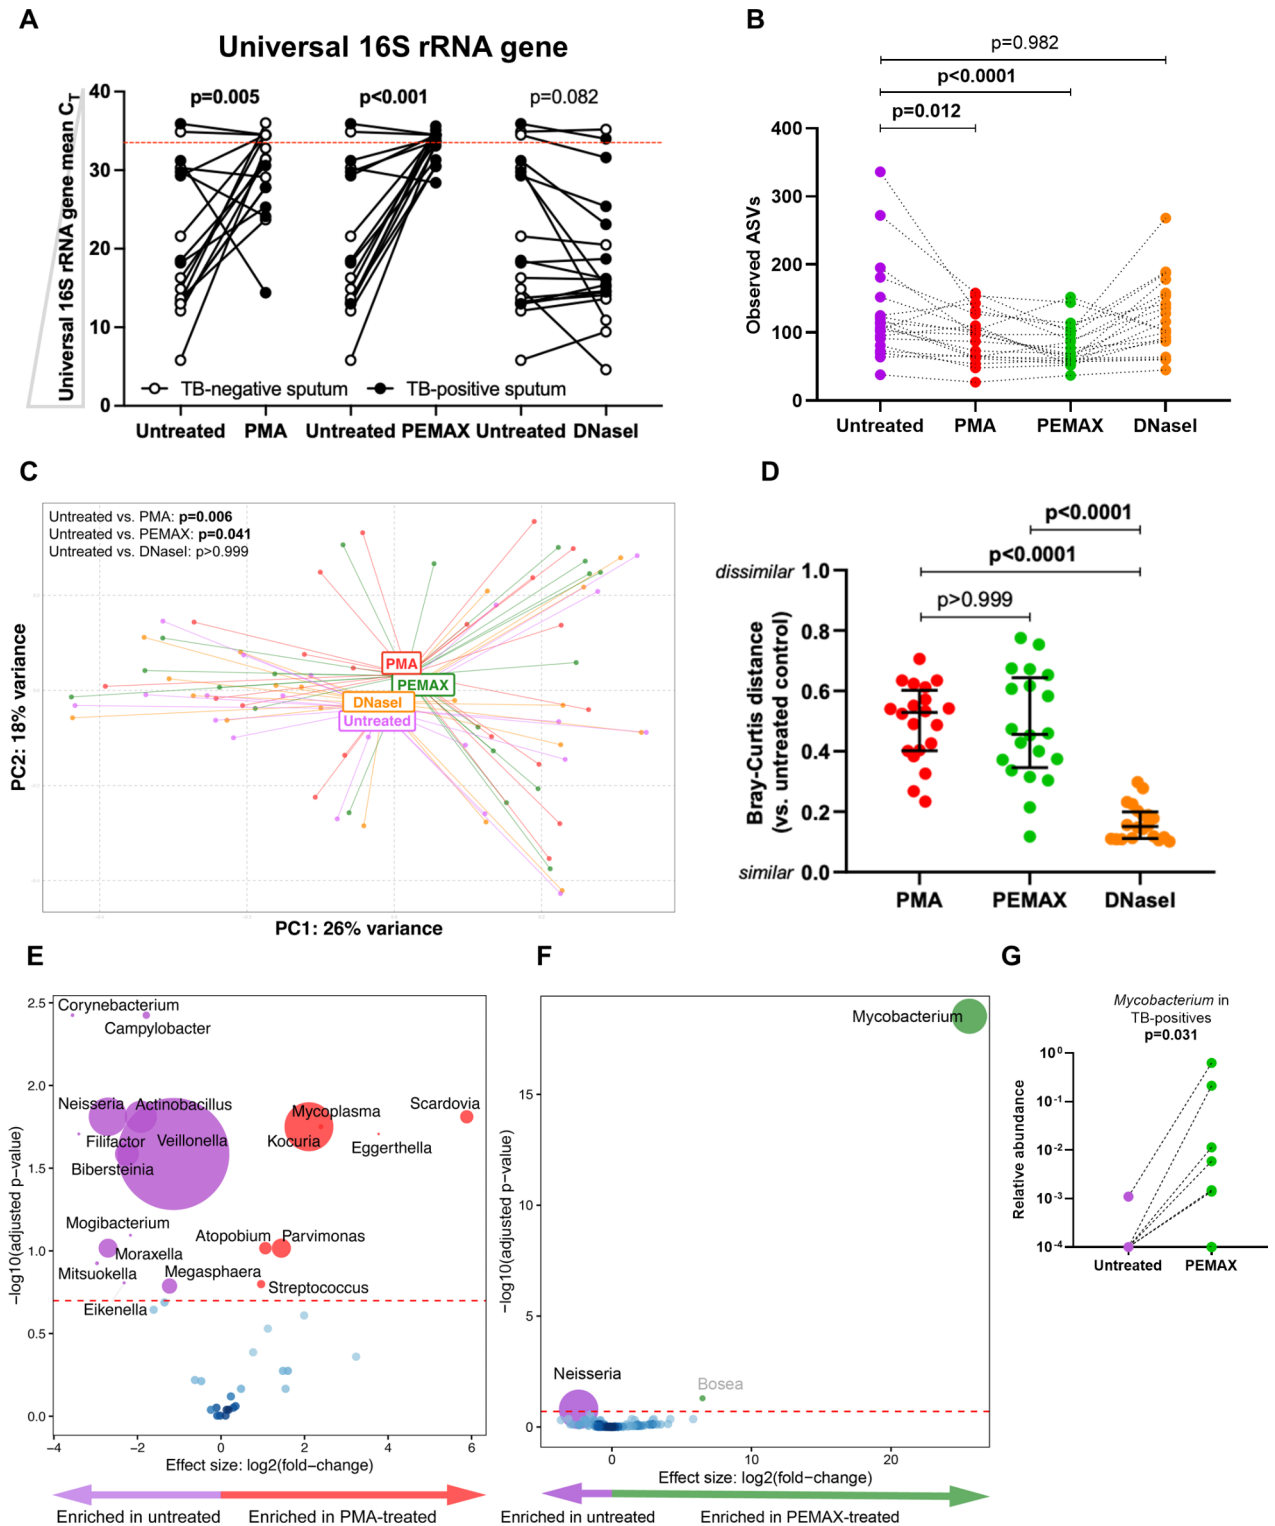 A
Universal 16S rRNA gene
Universal 16S rRNA gene mean CT
40
30
20
10
0
p=0.005
p<0.001
p=0.082
TB-negative sputum
TB-positive sputum
Untreated
PMA
Untreated
PEMAX
Untreated
DNaseI
B
p=0.982
p<0.0001
p=0.012
Observed ASVs
400
300
200
100
0
Untreated
PMA
PEMAX
DNaseI
C
Untreated vs. PMA: p=0.006
Untreated vs. PEMAX: p=0.041
Untreated vs. DNaseI: p>0.999
PMA
PEMAX
DNaseI
Untreated
PC2: 18% variance
PC1: 26% variance
D
p<0.0001
p<0.0001
p>0.999
Bray-Curtis distance
(vs. untreated control)
dissimilar
1.0
0.8
0.6
0.4
0.2
similar
0.0
PMA
PEMAX
DNaseI
E
−log10(adjusted p−value)
2.5
2.0
1.5
1.0
0.5
0.0
Corynebacterium
Campylobacter
Neisseria
Actinobacillus
Filifactor
Veillonella
Bibersteinia
Mycoplasma
Kocuria
Scardovia
Eggerthella
Mogibacterium
Moraxella
Mitsuokella
Megasphaera
Eikenella
Atopobium
Parvimonas
Streptococcus
−4
−2
0
2
4
6
Effect size: log2(fold−change)
Enriched in untreated
Enriched in PMA-treated
F
−log10(adjusted p−value)
15
10
5
0
Mycobacterium
Neisseria
Bosea
0
10
20
Effect size: log2(fold−change)
Enriched in untreated
Enriched in PEMAX-treated
G
Mycobacterium in
TB-positives
p=0.031
Relative abundance
10^0
10^-1
10^-2
10^-3
10^-4
Untreated
PEMAX